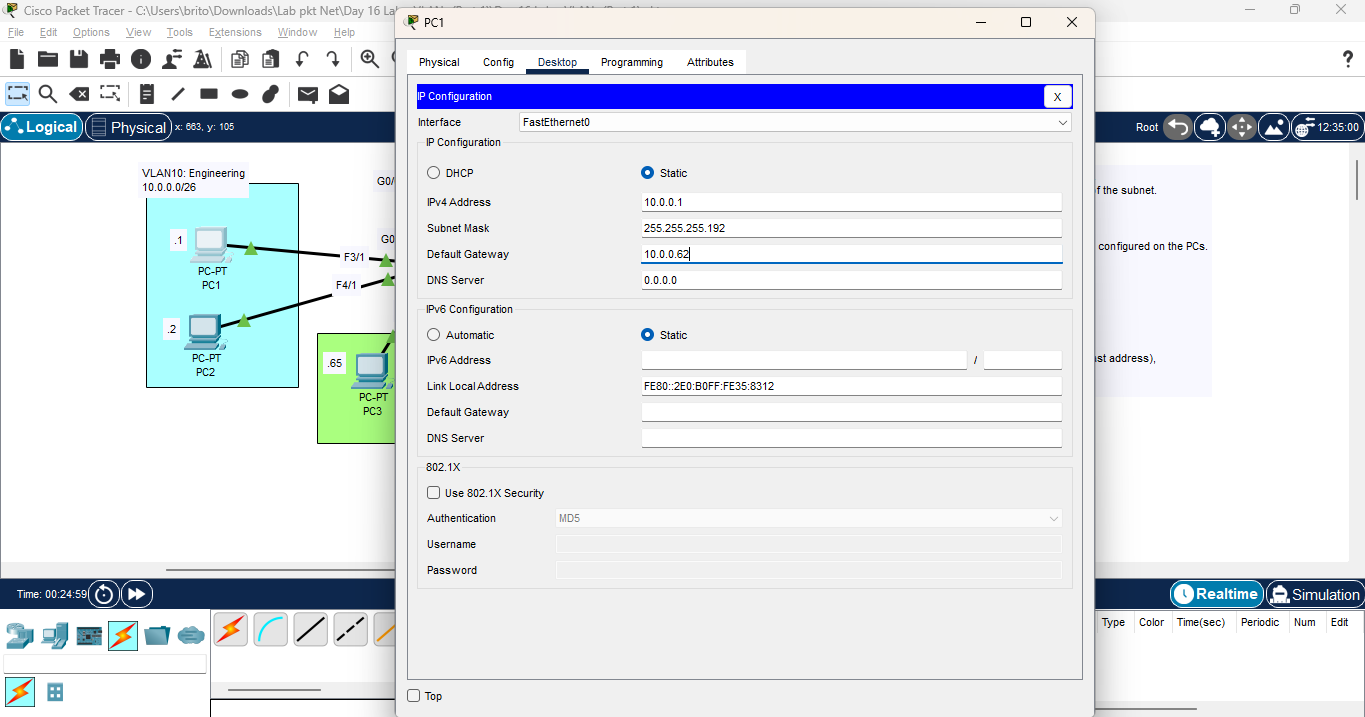 Cisco Packet Tracer - C:\Users\brito\Downloads\Lab pkt Net\Day 16 La
PC1
File Edit Options View Tools Extensions Window Help
Physical Config Desktop Programming Attributes
IP Configuration
X
Interface FastEthernet0
IP Configuration
DHCP Static
IPv4 Address 10.0.0.1
Subnet Mask 255.255.255.192
Default Gateway 10.0.0.62
DNS Server 0.0.0.0
IPv6 Configuration
Automatic Static
IPv6 Address /
Link Local Address FE80::2E0:B0FF:FE35:8312
Default Gateway
DNS Server
802.1X
Use 802.1X Security
Authentication MD5
Username
Password
Top
Logical Physical x: 663, y: 105
Root 12:35:00
VLAN10: Engineering
10.0.0.0/26
G0/
.1
G0
F3/1
PC-PT
PC1
F4/1
.2
PC-PT
PC2
.65
PC-PT
PC3
f the subnet.
configured on the PCs.
st address),
Time: 00:24:59
Realtime Simulation
Type Color Time(sec) Periodic Num Edit